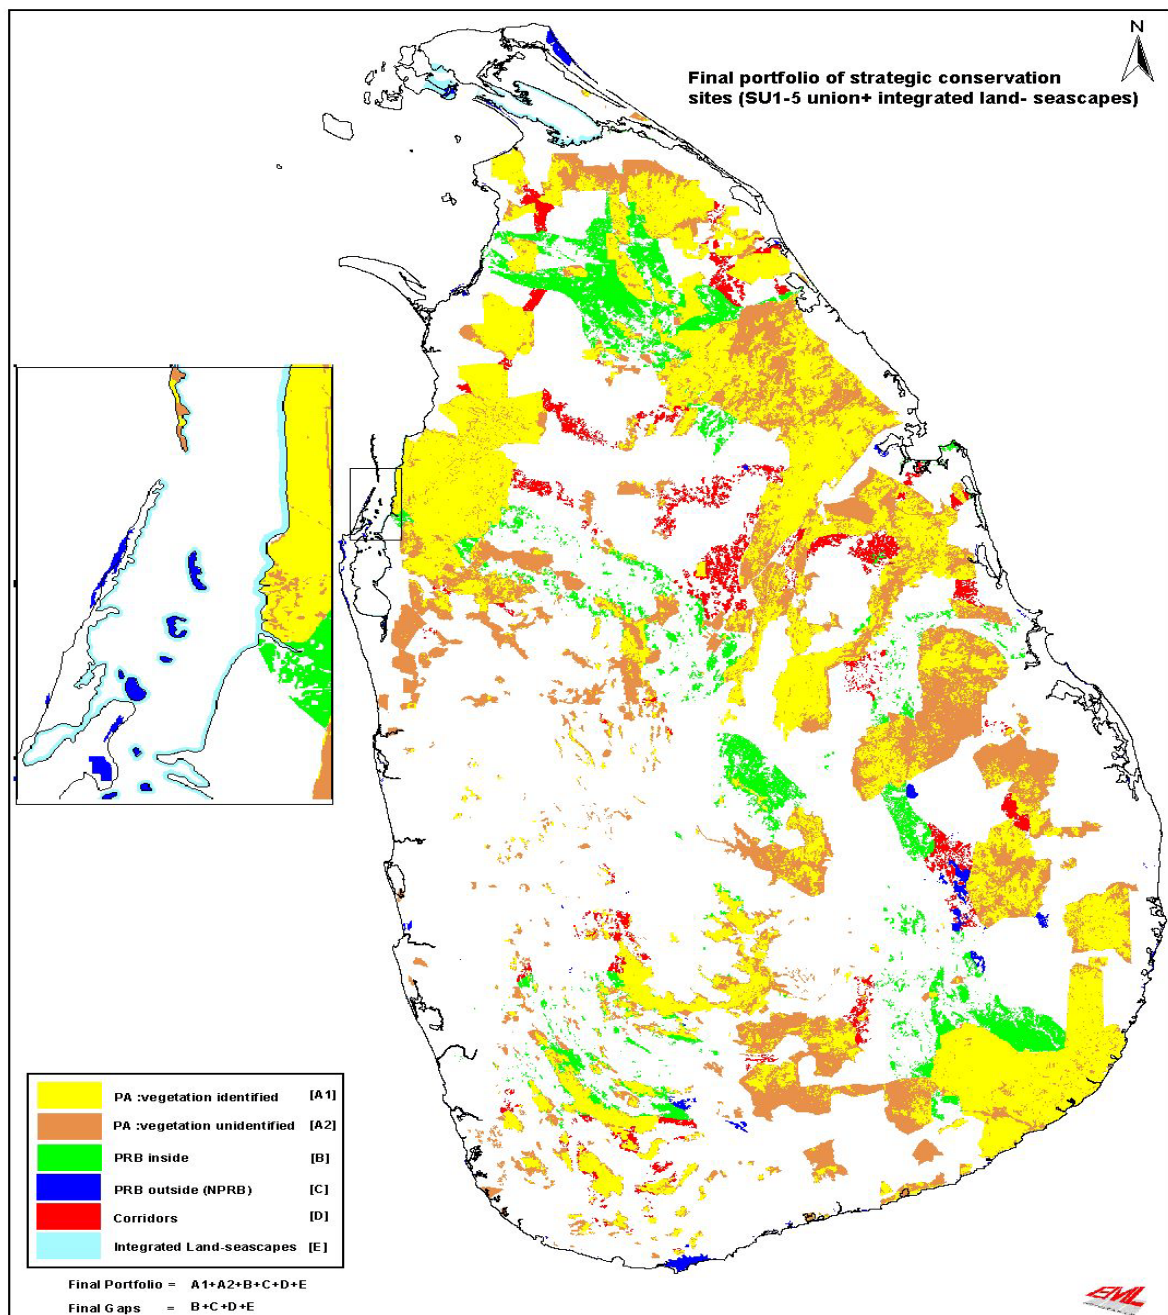 N
Final portfolio of strategic conservation
sites (SU1-5 union+ integrated land- seascapes)
PA :vegetation identified [A1]
PA :vegetation unidentified [A2]
PRB inside [B]
PRB outside (NPRB) [C]
Corridors [D]
Integrated Land-seascapes [E]
Final Portfolio = A1+A2+B+C+D+E
Final Gaps = B+C+D+E
EML